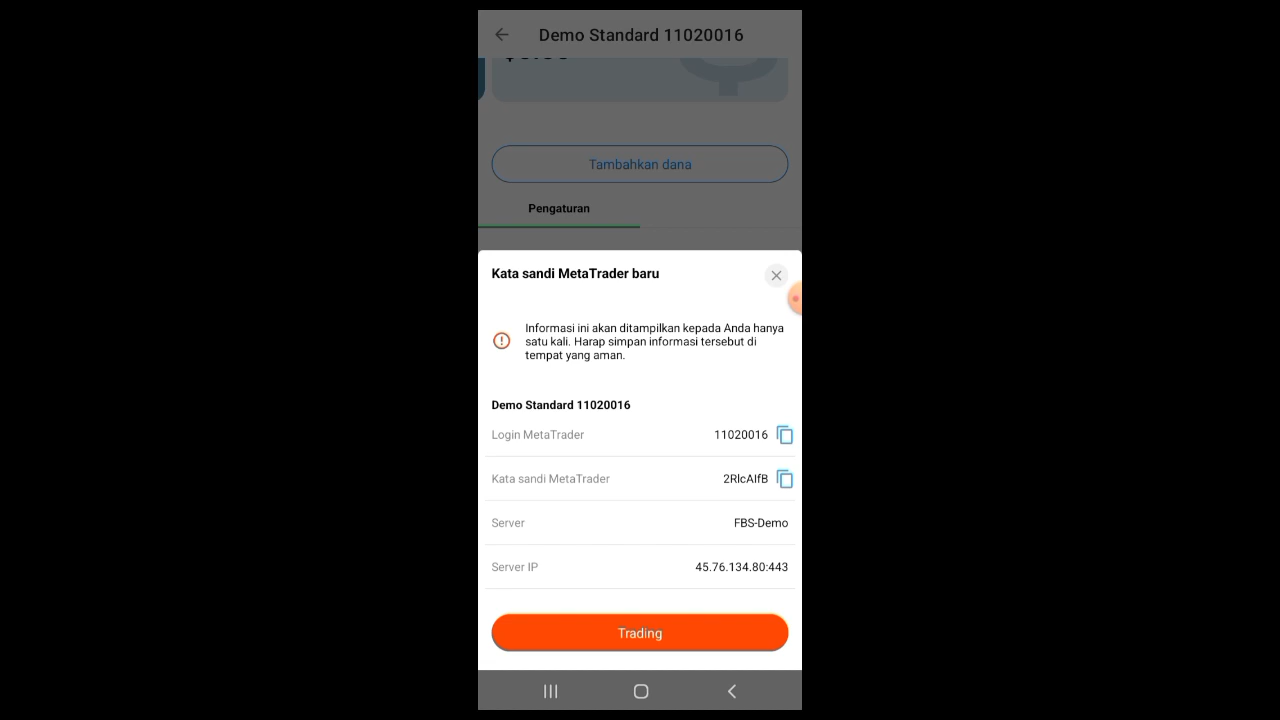 Demo Standard 11020016
Tambahkan dana
Pengaturan
Kata sandi MetaTrader baru
Informasi ini akan ditampilkan kepada Anda hanya
satu kali. Harap simpan informasi tersebut di
tempat yang aman.
Demo Standard 11020016
Login MetaTrader 11020016
Kata sandi MetaTrader 2RlcAIfB
Server FBS-Demo
Server IP 45.76.134.80:443
Trading